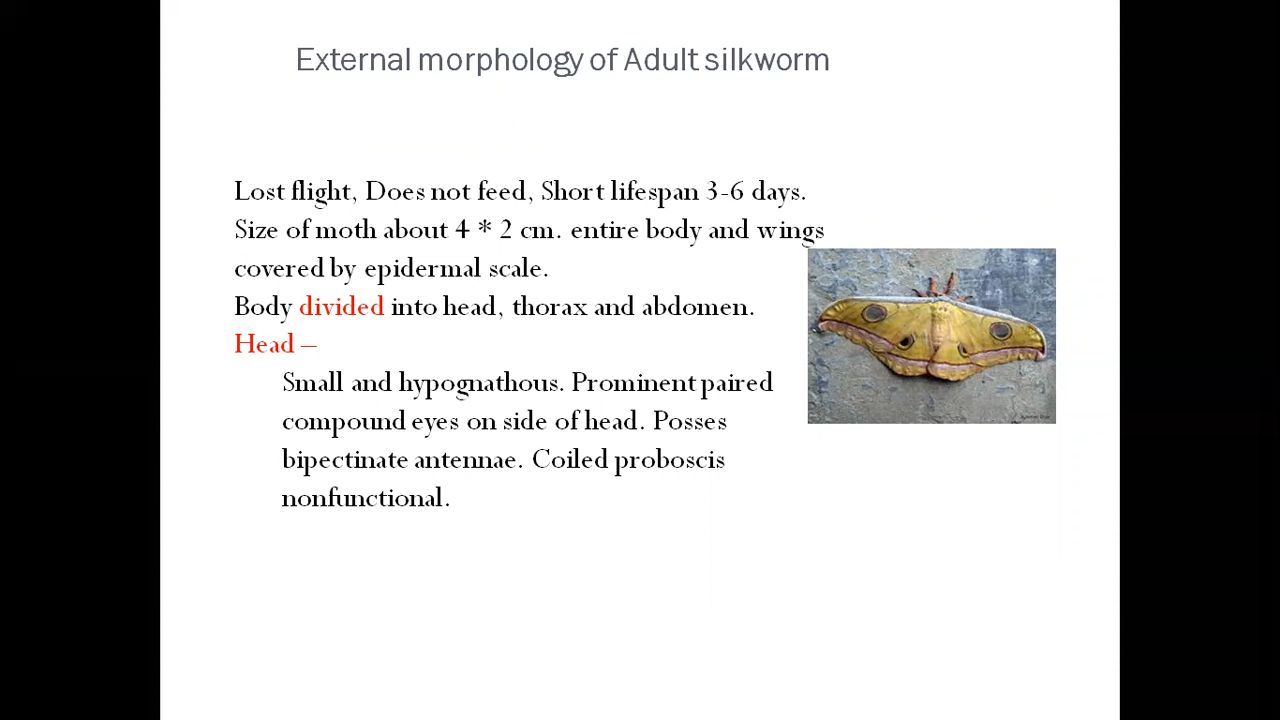 External morphology of Adult silkworm
Lost flight, Does not feed, Short lifespan 3-6 days.
Size of moth about 4 * 2 cm. entire body and wings
covered by epidermal scale.
Body divided into head, thorax and abdomen.
Head –
Small and hypognathous. Prominent paired
compound eyes on side of head. Posses
bipectinate antennae. Coiled proboscis
nonfunctional.